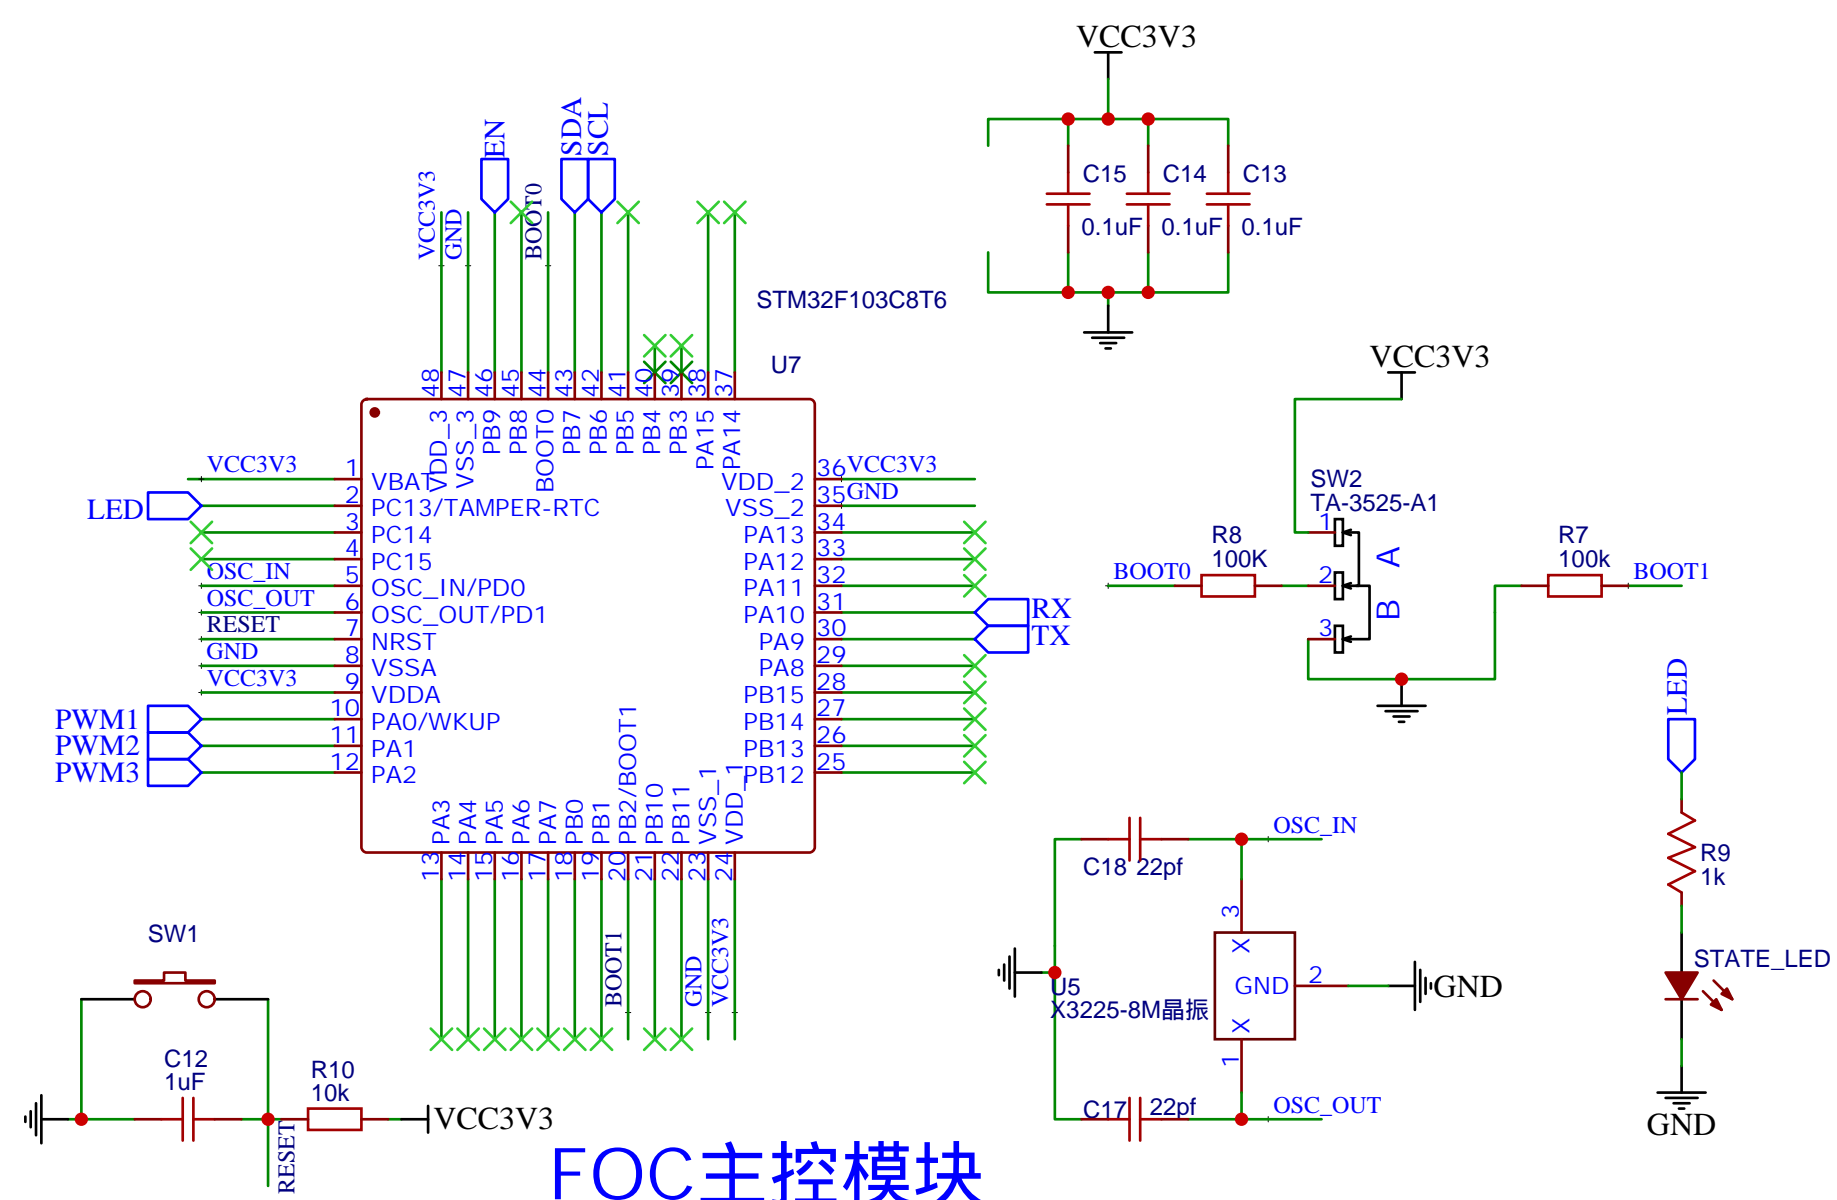 VCC3V3
C15
C14
C13
0.1uF
0.1uF
0.1uF
EN
SDA
SCL
VCC3V3
GND
BOOT0
STM32F103C8T6
U7
48
47
46
45
44
43
42
41
40
39
38
37
VDD_3
VSS_3
PB9
PB8
BOOT0
PB7
PB6
PB5
PB4
PB3
PA15
PA14
VCC3V3
1
VBAT
LED
2
PC13/TAMPER-RTC
3
PC14
4
PC15
OSC_IN
5
OSC_IN/PD0
OSC_OUT
6
OSC_OUT/PD1
RESET
7
NRST
GND
8
VSSA
VCC3V3
9
VDDA
PWM1
10
PA0/WKUP
PWM2
11
PA1
PWM3
12
PA2
36
VCC3V3
VDD_2
35
GND
VSS_2
34
PA13
33
PA12
32
PA11
31
PA10
RX
30
PA9
TX
29
PA8
28
PB15
27
PB14
26
PB13
25
PB12
PA3
PA4
PA5
PA6
PA7
PB0
PB1
PB2/BOOT1
PB10
PB11
VSS_1
VDD_1
13
14
15
16
17
18
19
20
21
22
23
24
BOOT1
GND
VCC3V3
VCC3V3
SW2
TA-3525-A1
1
2
3
A
B
R8
100K
BOOT0
R7
100k
BOOT1
LED
R9
1k
STATE_LED
GND
OSC_IN
C18 22pf
3
X
GND
2
GND
U5
X3225-8M晶振
X
1
C17
22pf
OSC_OUT
SW1
C12
1uF
R10
10k
VCC3V3
RESET
FOC主控模块